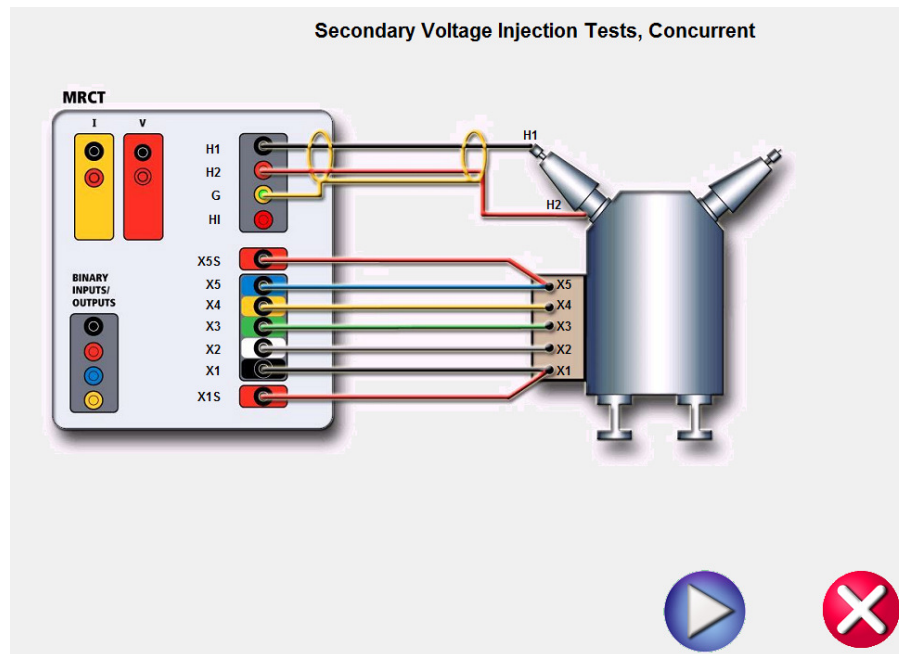 Secondary Voltage Injection Tests, Concurrent
MRCT
I V
H1
H2
G
HI
X5S
X5
X4
X3
X2
X1
X1S
BINARY
INPUTS/
OUTPUTS
H1
H2
X5
X4
X3
X2
X1